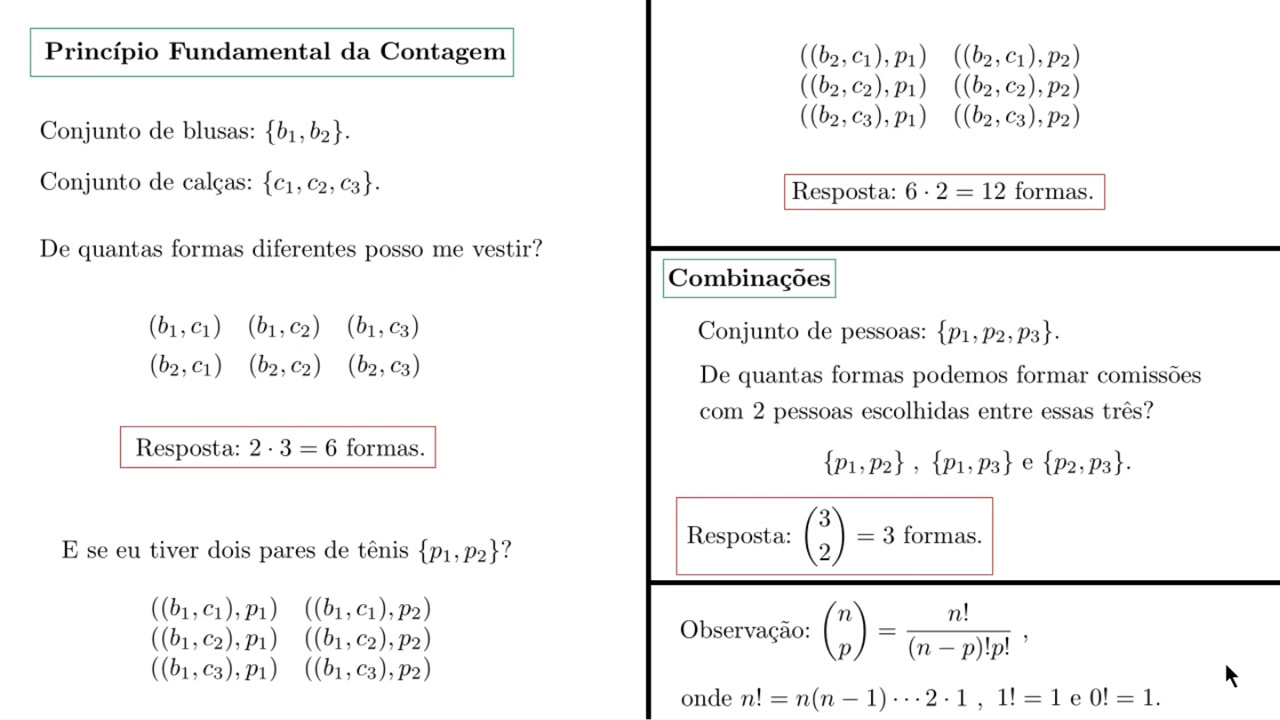 Princípio Fundamental da Contagem
Conjunto de blusas: {b₁, b₂}.
Conjunto de calças: {c₁, c₂, c₃}.
De quantas formas diferentes posso me vestir?
(b₁, c₁) (b₁, c₂) (b₁, c₃)
(b₂, c₁) (b₂, c₂) (b₂, c₃)
Resposta: 2 · 3 = 6 formas.
E se eu tiver dois pares de tênis {p₁, p₂}?
((b₁, c₁), p₁) ((b₁, c₁), p₂)
((b₁, c₂), p₁) ((b₁, c₂), p₂)
((b₁, c₃), p₁) ((b₁, c₃), p₂)
((b₂, c₁), p₁) ((b₂, c₁), p₂)
((b₂, c₂), p₁) ((b₂, c₂), p₂)
((b₂, c₃), p₁) ((b₂, c₃), p₂)
Resposta: 6 · 2 = 12 formas.
Combinações
Conjunto de pessoas: {p₁, p₂, p₃}.
De quantas formas podemos formar comissões
com 2 pessoas escolhidas entre essas três?
{p₁, p₂} , {p₁, p₃} e {p₂, p₃}.
Resposta: (3 2) = 3 formas.
Observação: (n p) = n! / (n − p)!p! ,
onde n! = n(n − 1) · · · 2 · 1 , 1! = 1 e 0! = 1.